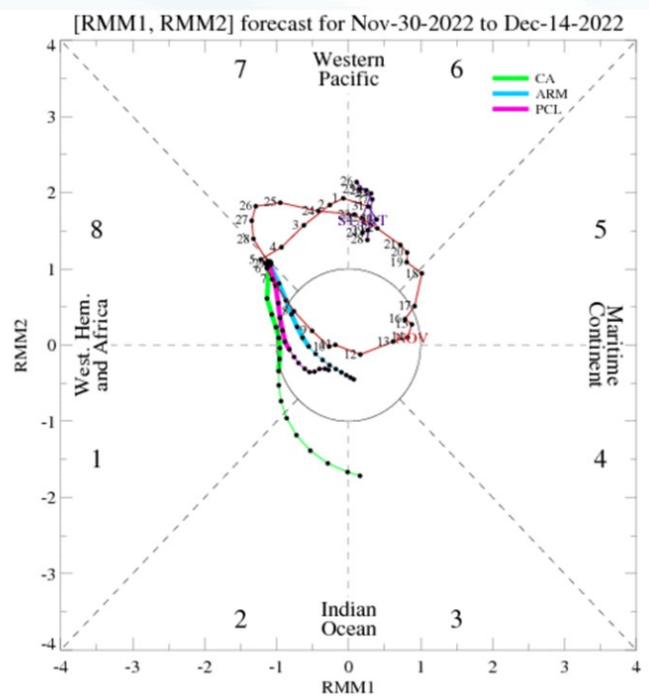 [RMM1, RMM2] forecast for Nov-30-2022 to Dec-14-2022
4
Western
Pacific
7
6
CA
ARM
PCL
3
2
26
25
26
27
28
24
2
1
3
4
START
28
21
20
19
18
8
5
1
17
16
NOV
13
12
0
RMM2
West. Hem.
and Africa
Maritime
Continent
-1
1
4
-2
-3
2
Indian
Ocean
3
-4
-4
-3
-2
-1
0
1
2
3
4
RMM1